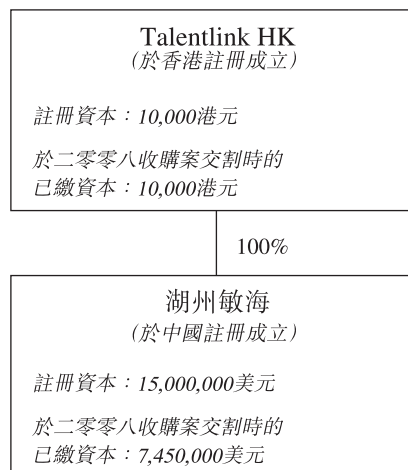 Talentlink HK
(於香港註冊成立)
註冊資本：10,000港元
於二零零八收購案交割時的
已繳資本：10,000港元
100%
湖州敏海
(於中國註冊成立)
註冊資本：15,000,000美元
於二零零八收購案交割時的
已繳資本：7,450,000美元